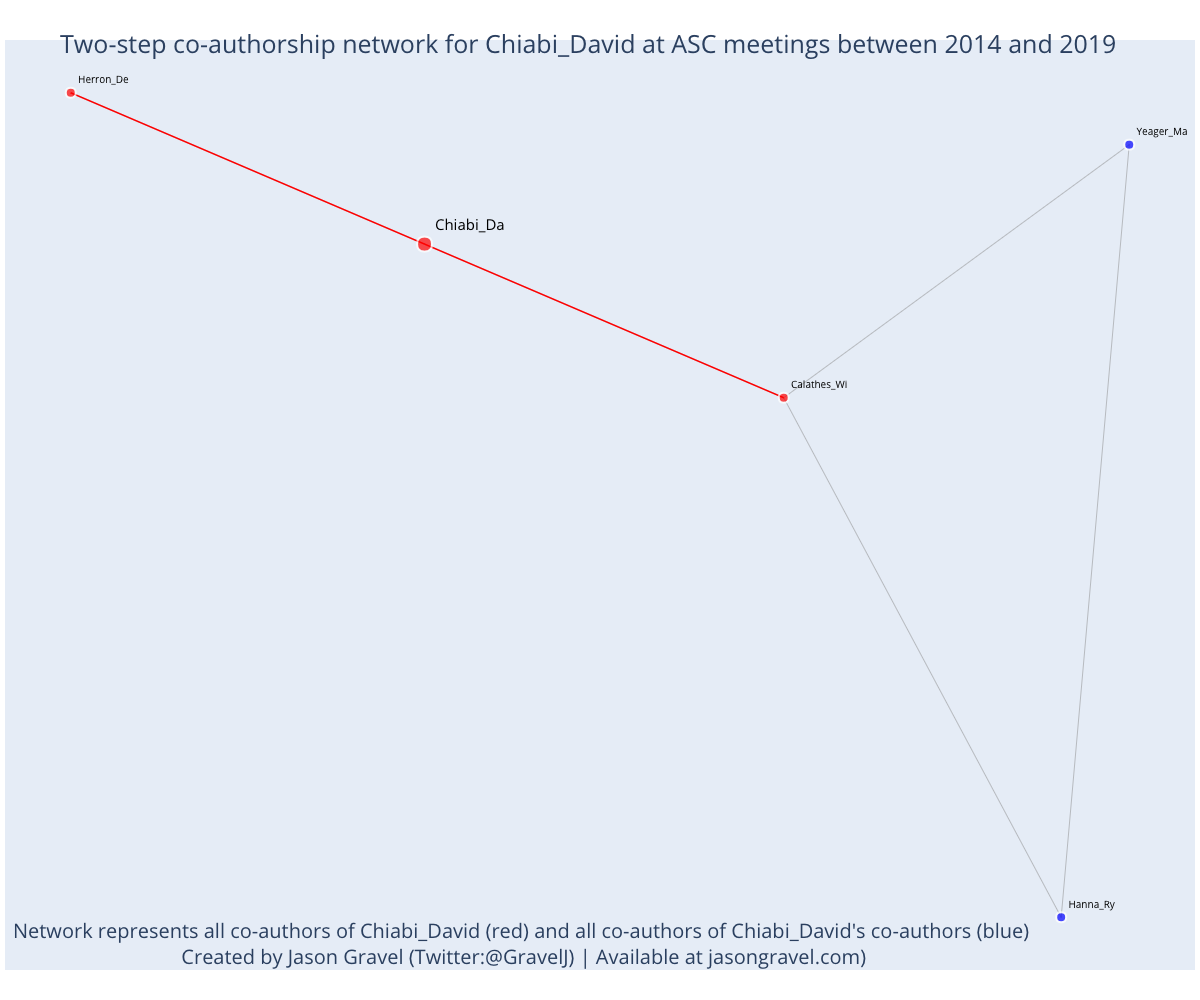 Two-step co-authorship network for Chiabi_David at ASC meetings between 2014 and 2019
Herron_De
Yeager_Ma
Chiabi_Da
Calathes_Wi
Hanna_Ry
Network represents all co-authors of Chiabi_David (red) and all co-authors of Chiabi_David's co-authors (blue)
Created by Jason Gravel (Twitter:@GravelJ) | Available at jasongravel.com)